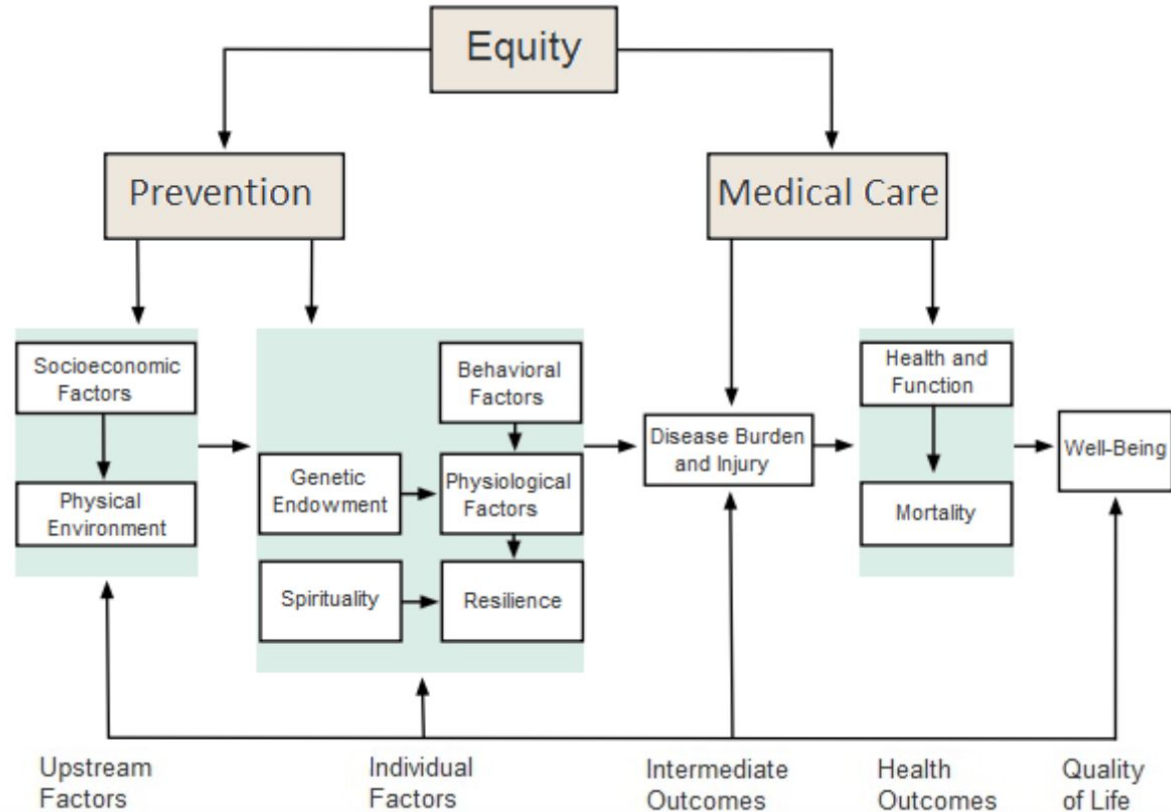 Equity
Prevention
Medical Care
Socioeconomic
Factors
Physical
Environment
Behavioral
Factors
Genetic
Endowment
Physiological
Factors
Spirituality
Resilience
Disease Burden
and Injury
Health and
Function
Mortality
Well-Being
Upstream
Factors
Individual
Factors
Intermediate
Outcomes
Health
Outcomes
Quality
of Life